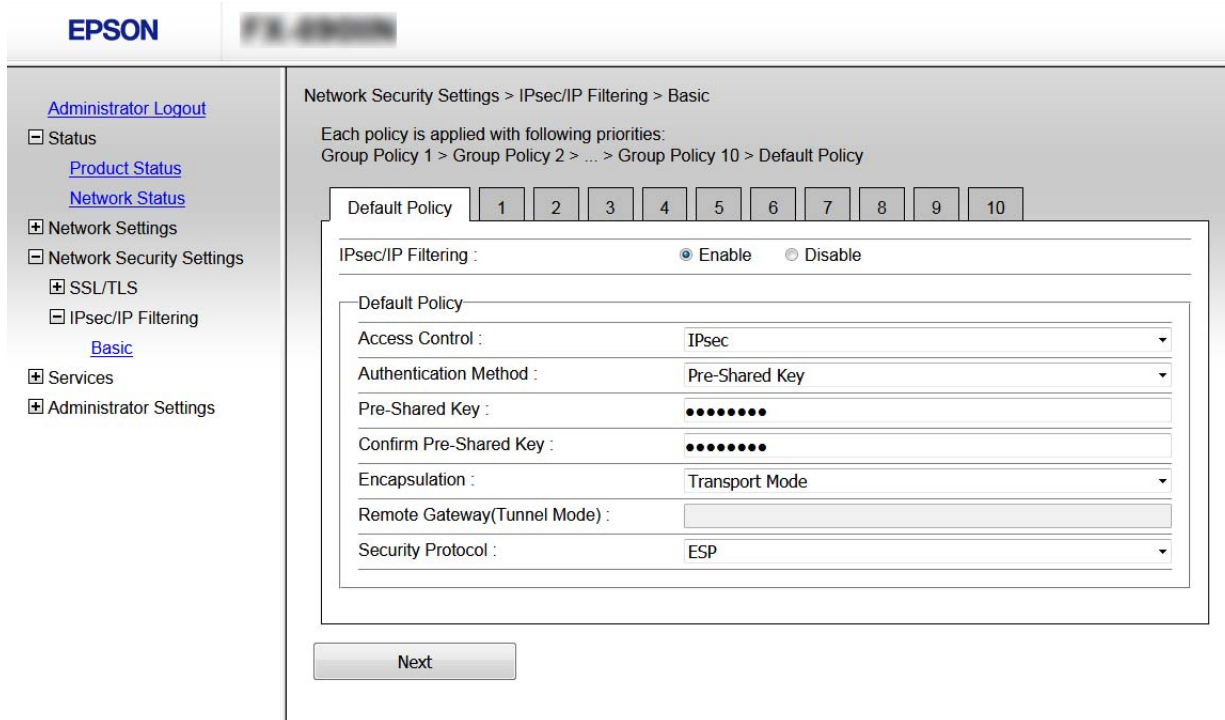 EPSON
Administrator Logout
Status
Product Status
Network Status
Network Settings
Network Security Settings
SSL/TLS
IPsec/IP Filtering
Basic
Services
Administrator Settings
Network Security Settings > IPsec/IP Filtering > Basic
Each policy is applied with following priorities:
Group Policy 1 > Group Policy 2 > ... > Group Policy 10 > Default Policy
Default Policy 1 2 3 4 5 6 7 8 9 10
IPsec/IP Filtering : Enable Disable
Default Policy
Access Control : IPsec
Authentication Method : Pre-Shared Key
Pre-Shared Key : ●●●●●●●●
Confirm Pre-Shared Key : ●●●●●●●●
Encapsulation : Transport Mode
Remote Gateway(Tunnel Mode) :
Security Protocol : ESP
Next